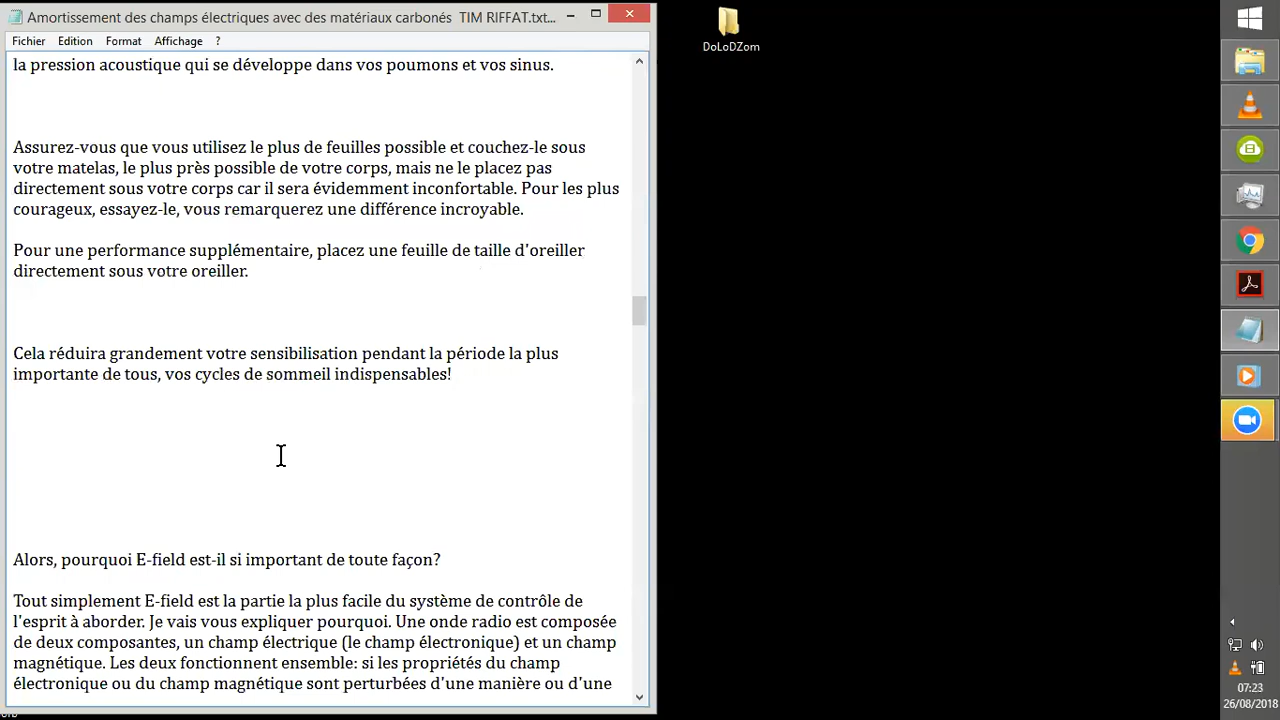 Amortissement des champs électriques avec des matériaux carbonés  TIM RIFFAT.txt...
Fichier Edition Format Affichage ?
la pression acoustique qui se développe dans vos poumons et vos sinus.
Assurez-vous que vous utilisez le plus de feuilles possible et couchez-le sous
votre matelas, le plus près possible de votre corps, mais ne le placez pas
directement sous votre corps car il sera évidemment inconfortable. Pour les plus
courageux, essayez-le, vous remarquerez une différence incroyable.
Pour une performance supplémentaire, placez une feuille de taille d'oreiller
directement sous votre oreiller.
Cela réduira grandement votre sensibilisation pendant la période la plus
importante de tous, vos cycles de sommeil indispensables!
Alors, pourquoi E-field est-il si important de toute façon?
Tout simplement E-field est la partie la plus facile du système de contrôle de
l'esprit à aborder. Je vais vous expliquer pourquoi. Une onde radio est composée
de deux composantes, un champ électrique (le champ électronique) et un champ
magnétique. Les deux fonctionnent ensemble: si les propriétés du champ
électronique ou du champ magnétique sont perturbées d'une manière ou d'une
DoLoDZom
07:23
26/08/2018